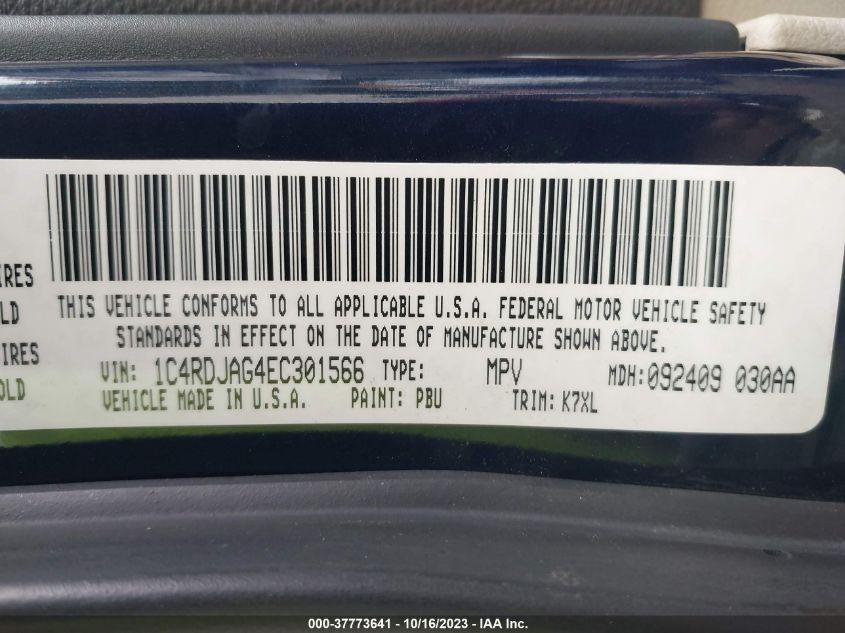 IRES
LD
IRES
OLD
THIS VEHICLE CONFORMS TO ALL APPLICABLE U.S.A. FEDERAL MOTOR VEHICLE SAFETY
STANDARDS IN EFFECT ON THE DATE OF MANUFACTURE SHOWN ABOVE.
VIN: 1C4RDJAG4EC301566 TYPE: MPV MDH:092409 030AA
VEHICLE MADE IN U.S.A. PAINT: PBU TRIM: K7XL
000-37773641 - 10/16/2023 - IAA Inc.